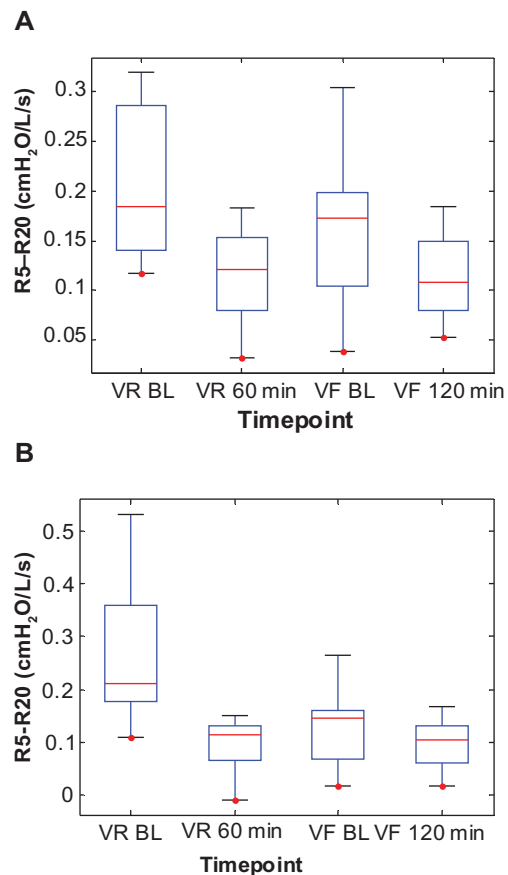 A
R5–R20 (cmH₂O/L/s)
0.3
0.25
0.2
0.15
0.1
0.05
VR BL VR 60 min VF BL VF 120 min
Timepoint
B
R5-R20 (cmH₂O/L/s)
0.5
0.4
0.3
0.2
0.1
0
VR BL VR 60 min VF BL VF 120 min
Timepoint